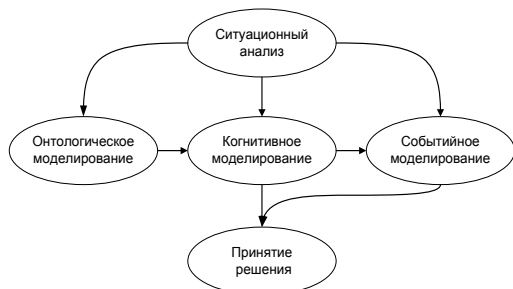 Ситуационный
анализ
Онтологическое
моделирование
Когнитивное
моделирование
Событийное
моделирование
Принятие
решения